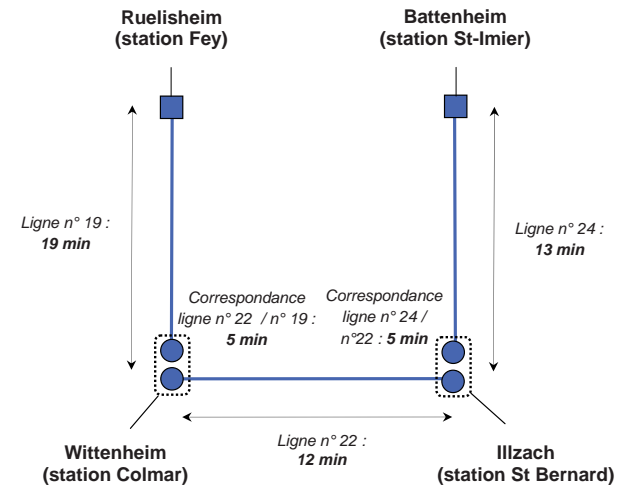 Ruelisheim
(station Fey)
Battenheim
(station St-Imier)
Ligne n° 19 :
19 min
Ligne n° 24 :
13 min
Correspondance
ligne n° 22 / n° 19 :
5 min
Correspondance
ligne n° 24 /
n°22 : 5 min
Wittenheim
(station Colmar)
Ligne n° 22 :
12 min
Illzach
(station St Bernard)